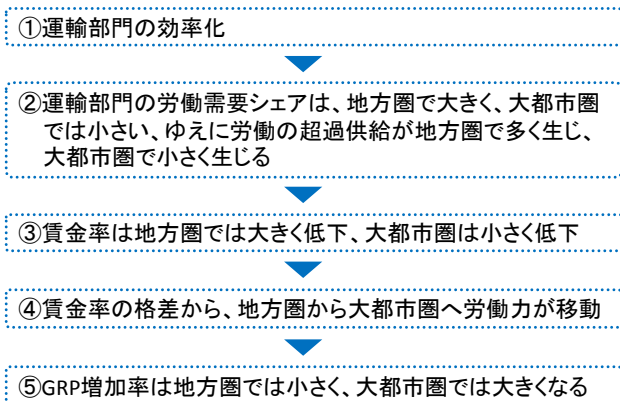 ①運輸部門の効率化
②運輸部門の労働需要シェアは、地方圏で大きく、大都市圏
では小さい、ゆえに労働の超過供給が地方圏で多く生じ、
大都市圏で小さく生じる
③賃金率は地方圏では大きく低下、大都市圏は小さく低下
④賃金率の格差から、地方圏から大都市圏へ労働力が移動
⑤GRP増加率は地方圏では小さく、大都市圏では大きくなる